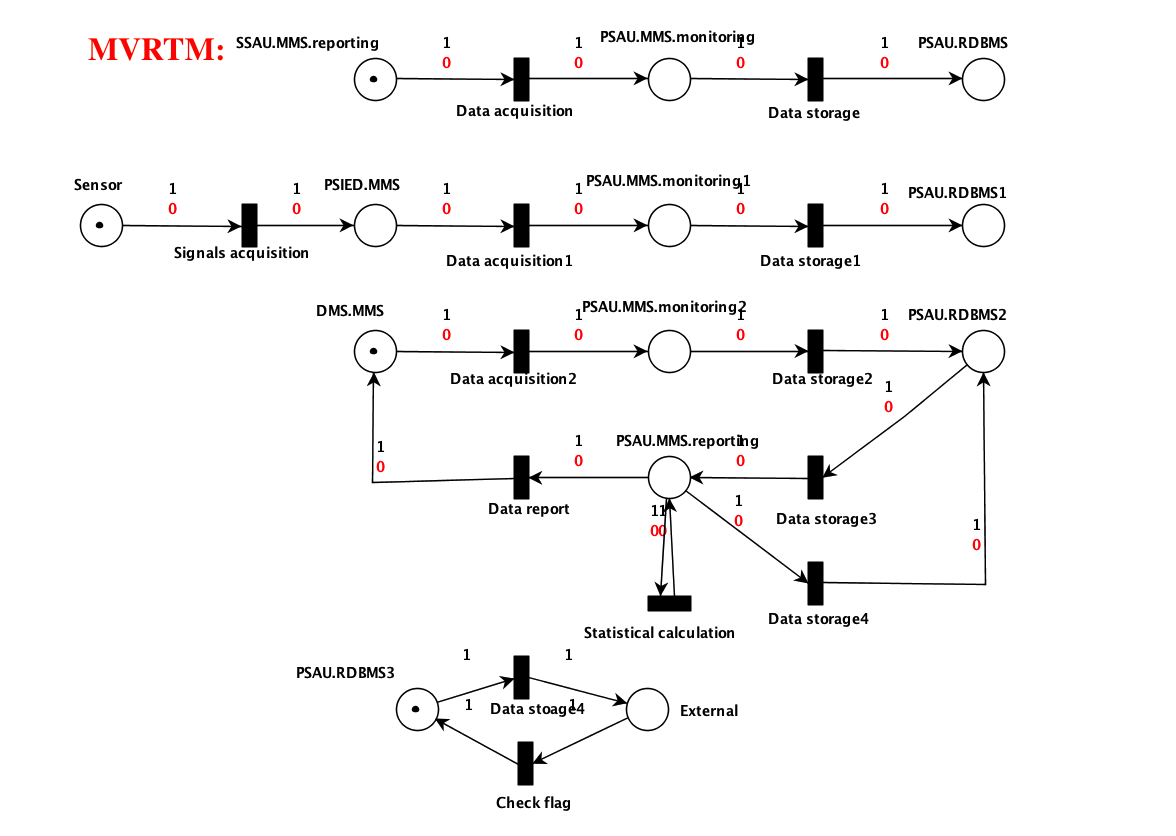 MVRTM:
SSAU.MMS.reporting
1
0
1
0
PSAU.MMS.monitoring
1
0
1
0
PSAU.RDBMS
Data acquisition
Data storage
Sensor
1
0
Signals acquisition
1
0
PSIED.MMS
1
0
Data acquisition1
1
0
PSAU.MMS.monitoring1
1
0
Data storage1
1
0
PSAU.RDBMS1
DMS.MMS
1
0
Data acquisition2
1
0
PSAU.MMS.monitoring2
1
0
Data storage2
1
0
PSAU.RDBMS2
1
0
1
0
Data report
1
0
PSAU.MMS.reporting
1
0
Data storage3
1
0
1
0
1
0
Statistical calculation
Data storage4
1
0
PSAU.RDBMS3
1
1
Data stoage4
1
1
External
Check flag